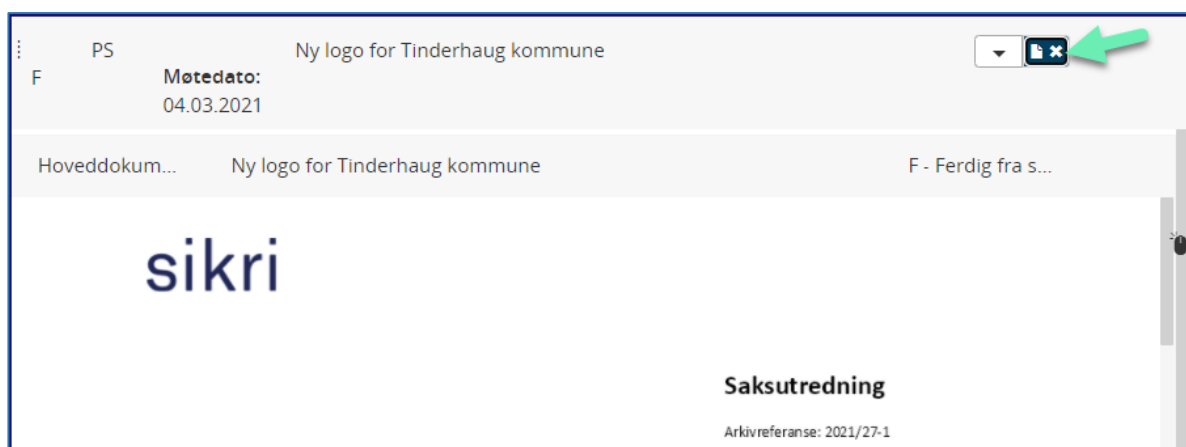 PS Ny logo for Tinderhaug kommune
F Møtedato:
04.03.2021
Hoveddokum... Ny logo for Tinderhaug kommune F - Ferdig fra s...
sikri
Saksutredning
Arkivreferanse: 2021/27-1